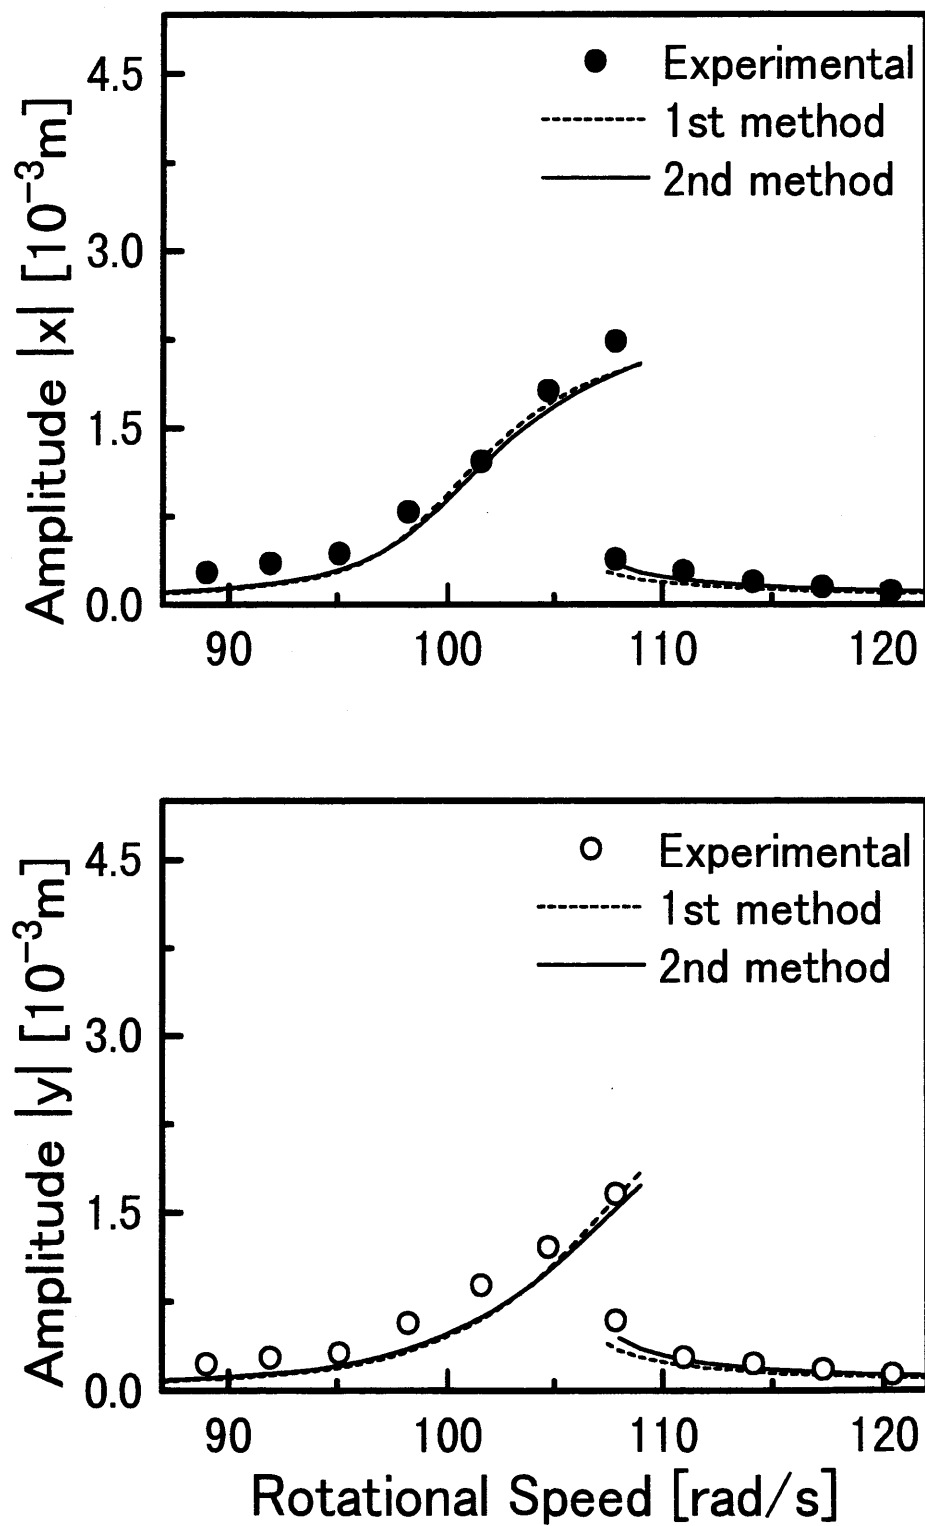 Amplitude |x| [10⁻³m]
4.5
3.0
1.5
0.0
Experimental
1st method
2nd method
90 100 110 120
Amplitude |y| [10⁻³m]
4.5
3.0
1.5
0.0
Experimental
1st method
2nd method
90 100 110 120
Rotational Speed [rad/s]